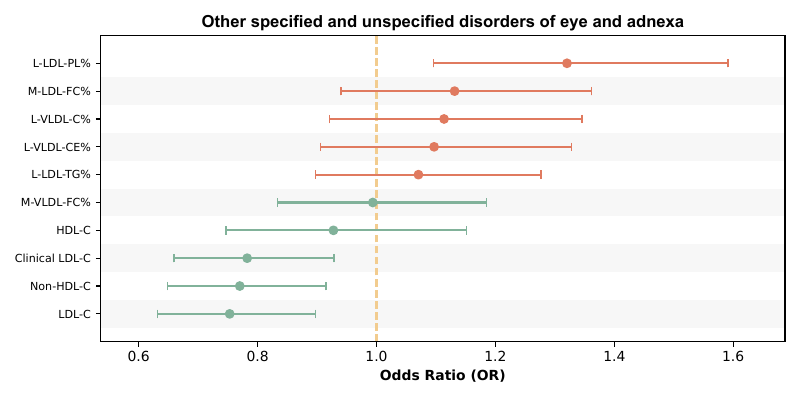 Other specified and unspecified disorders of eye and adnexa
L-LDL-PL%
M-LDL-FC%
L-VLDL-C%
L-VLDL-CE%
L-LDL-TG%
M-VLDL-FC%
HDL-C
Clinical LDL-C
Non-HDL-C
LDL-C
0.6 0.8 1.0 1.2 1.4 1.6
Odds Ratio (OR)